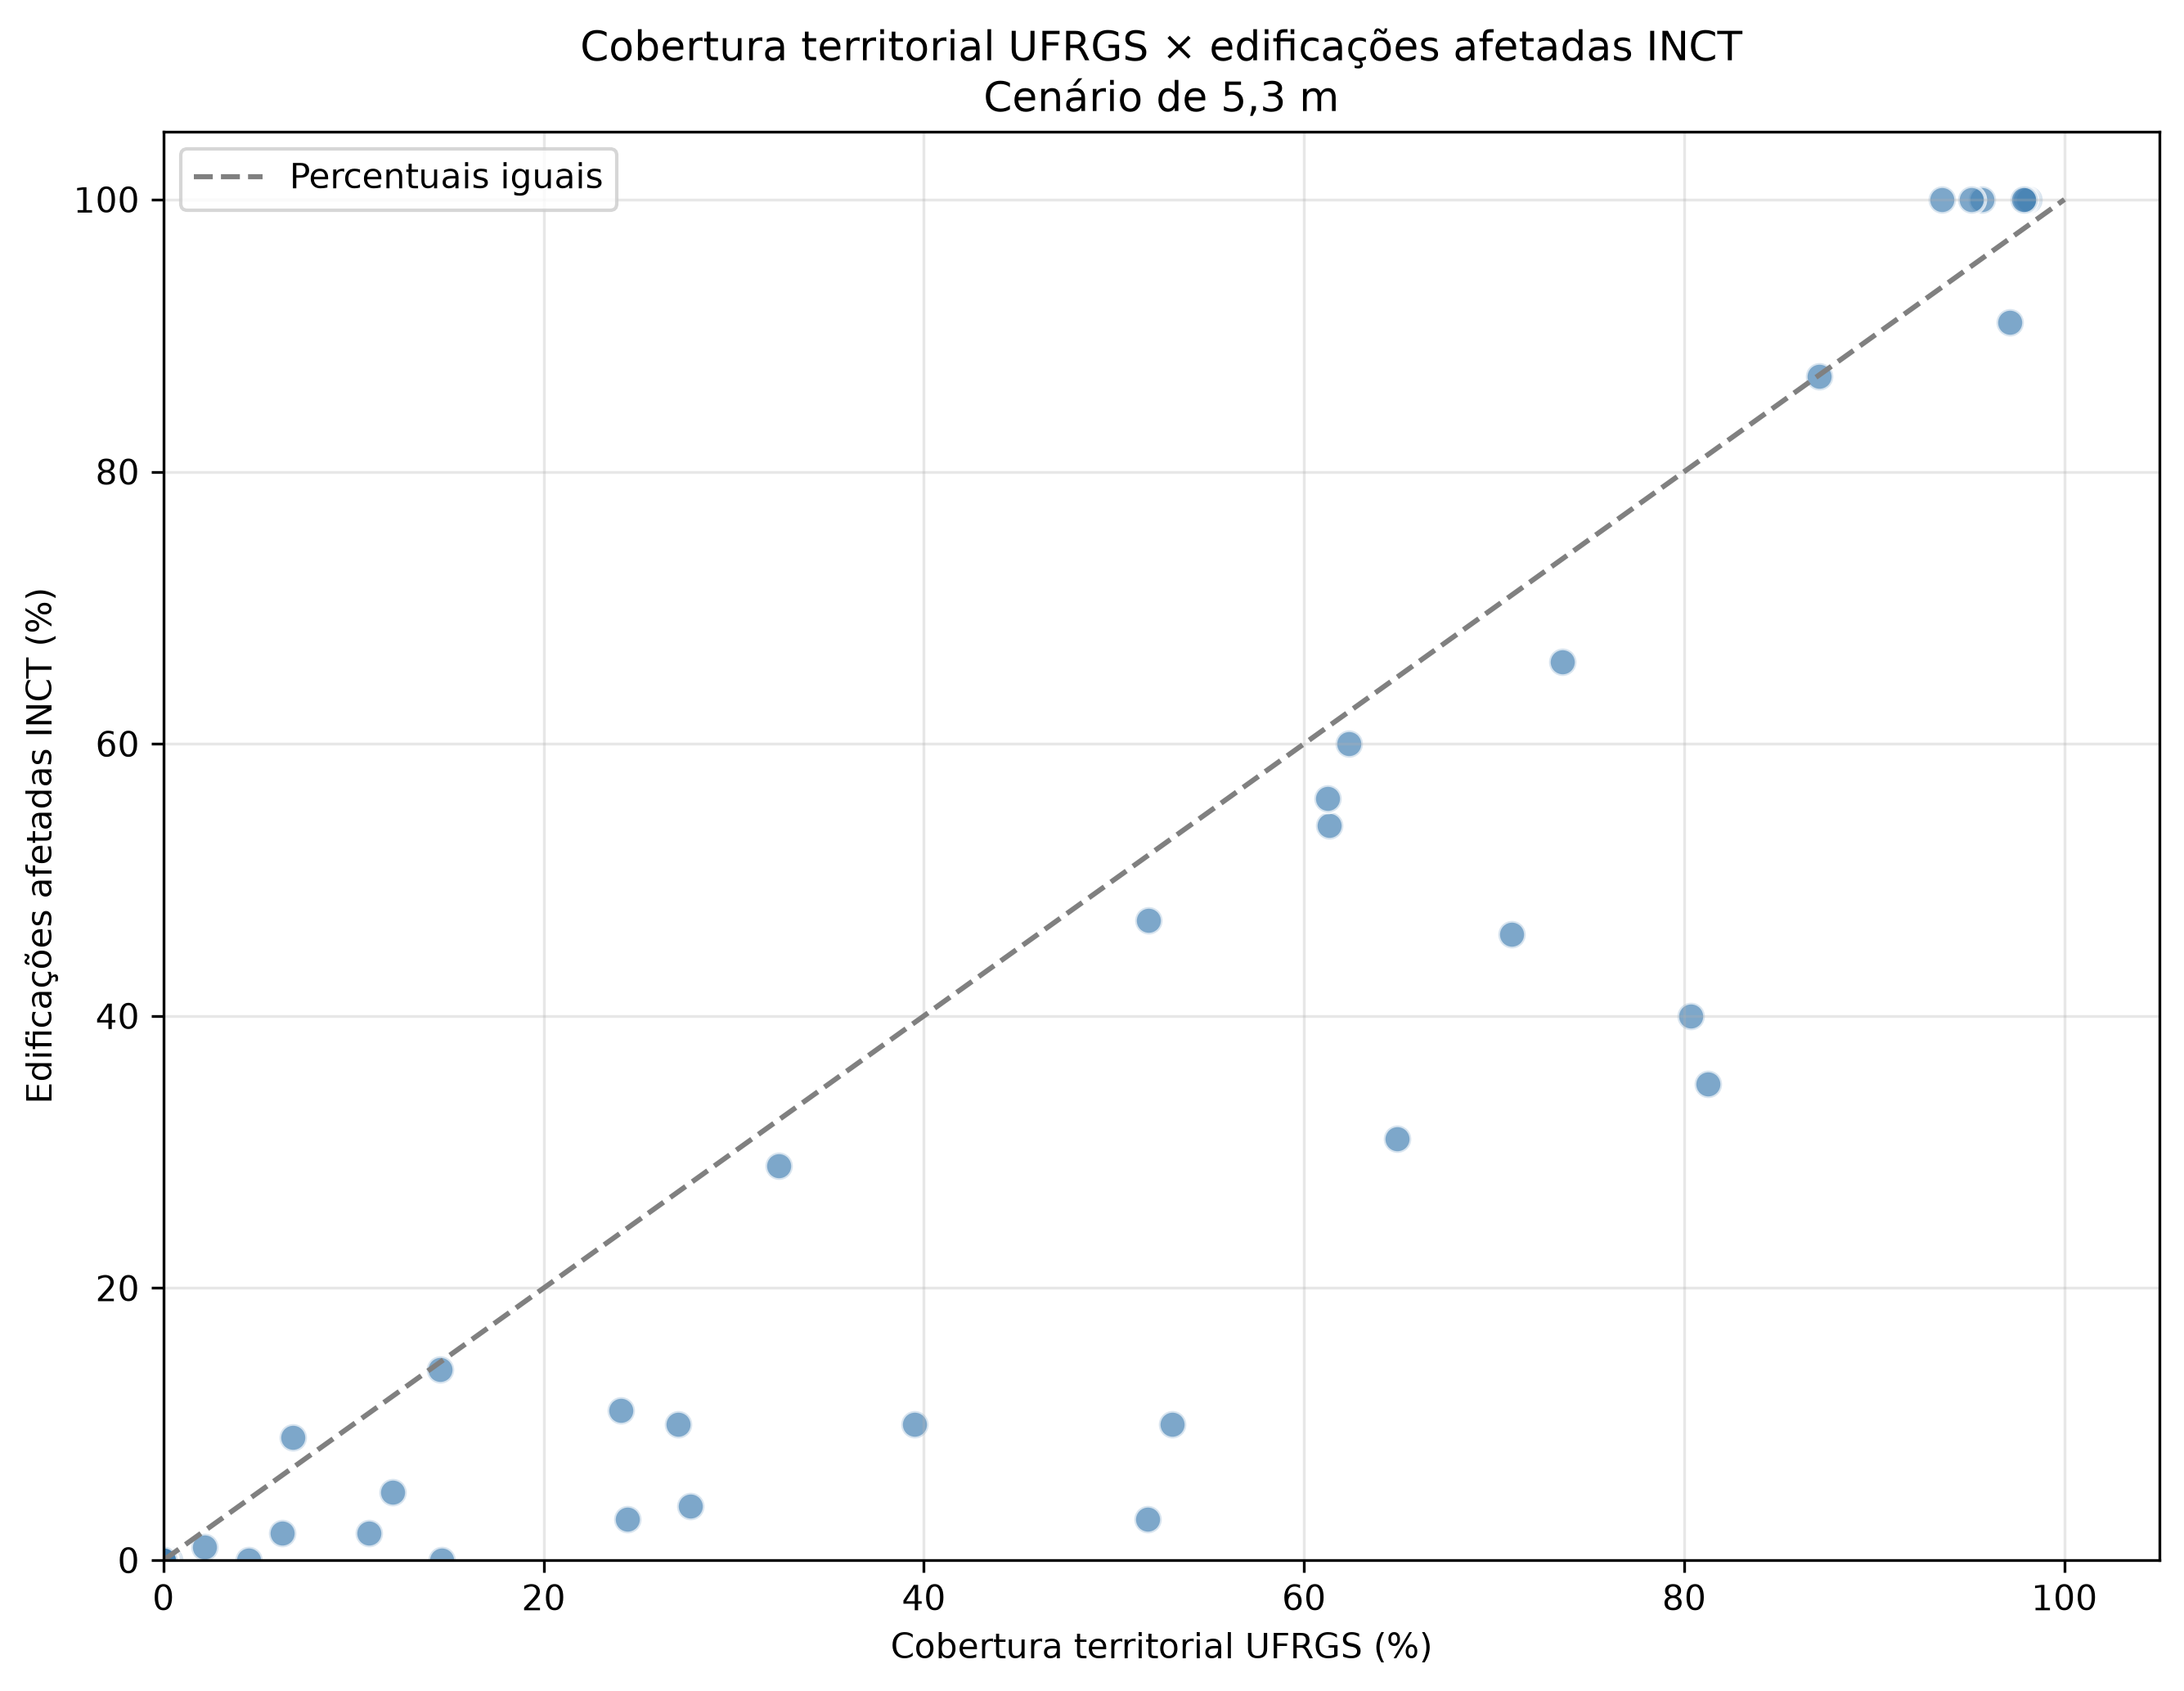 Cobertura territorial UFRGS × edificações afetadas INCT
Cenário de 5,3 m
Percentuais iguais
Edificações afetadas INCT (%)
100
80
60
40
20
0
0 20 40 60 80 100
Cobertura territorial UFRGS (%)